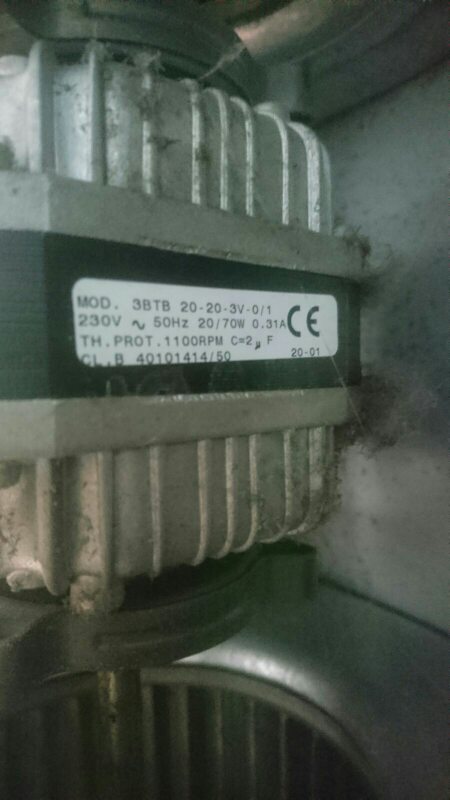 MOD. 3BTB 20-20-3V-0/1
230V ~ 50Hz 20/70W 0.31A CE
TH.PROT.1100RPM C=2µF
CL.B 40101414/50 20-01